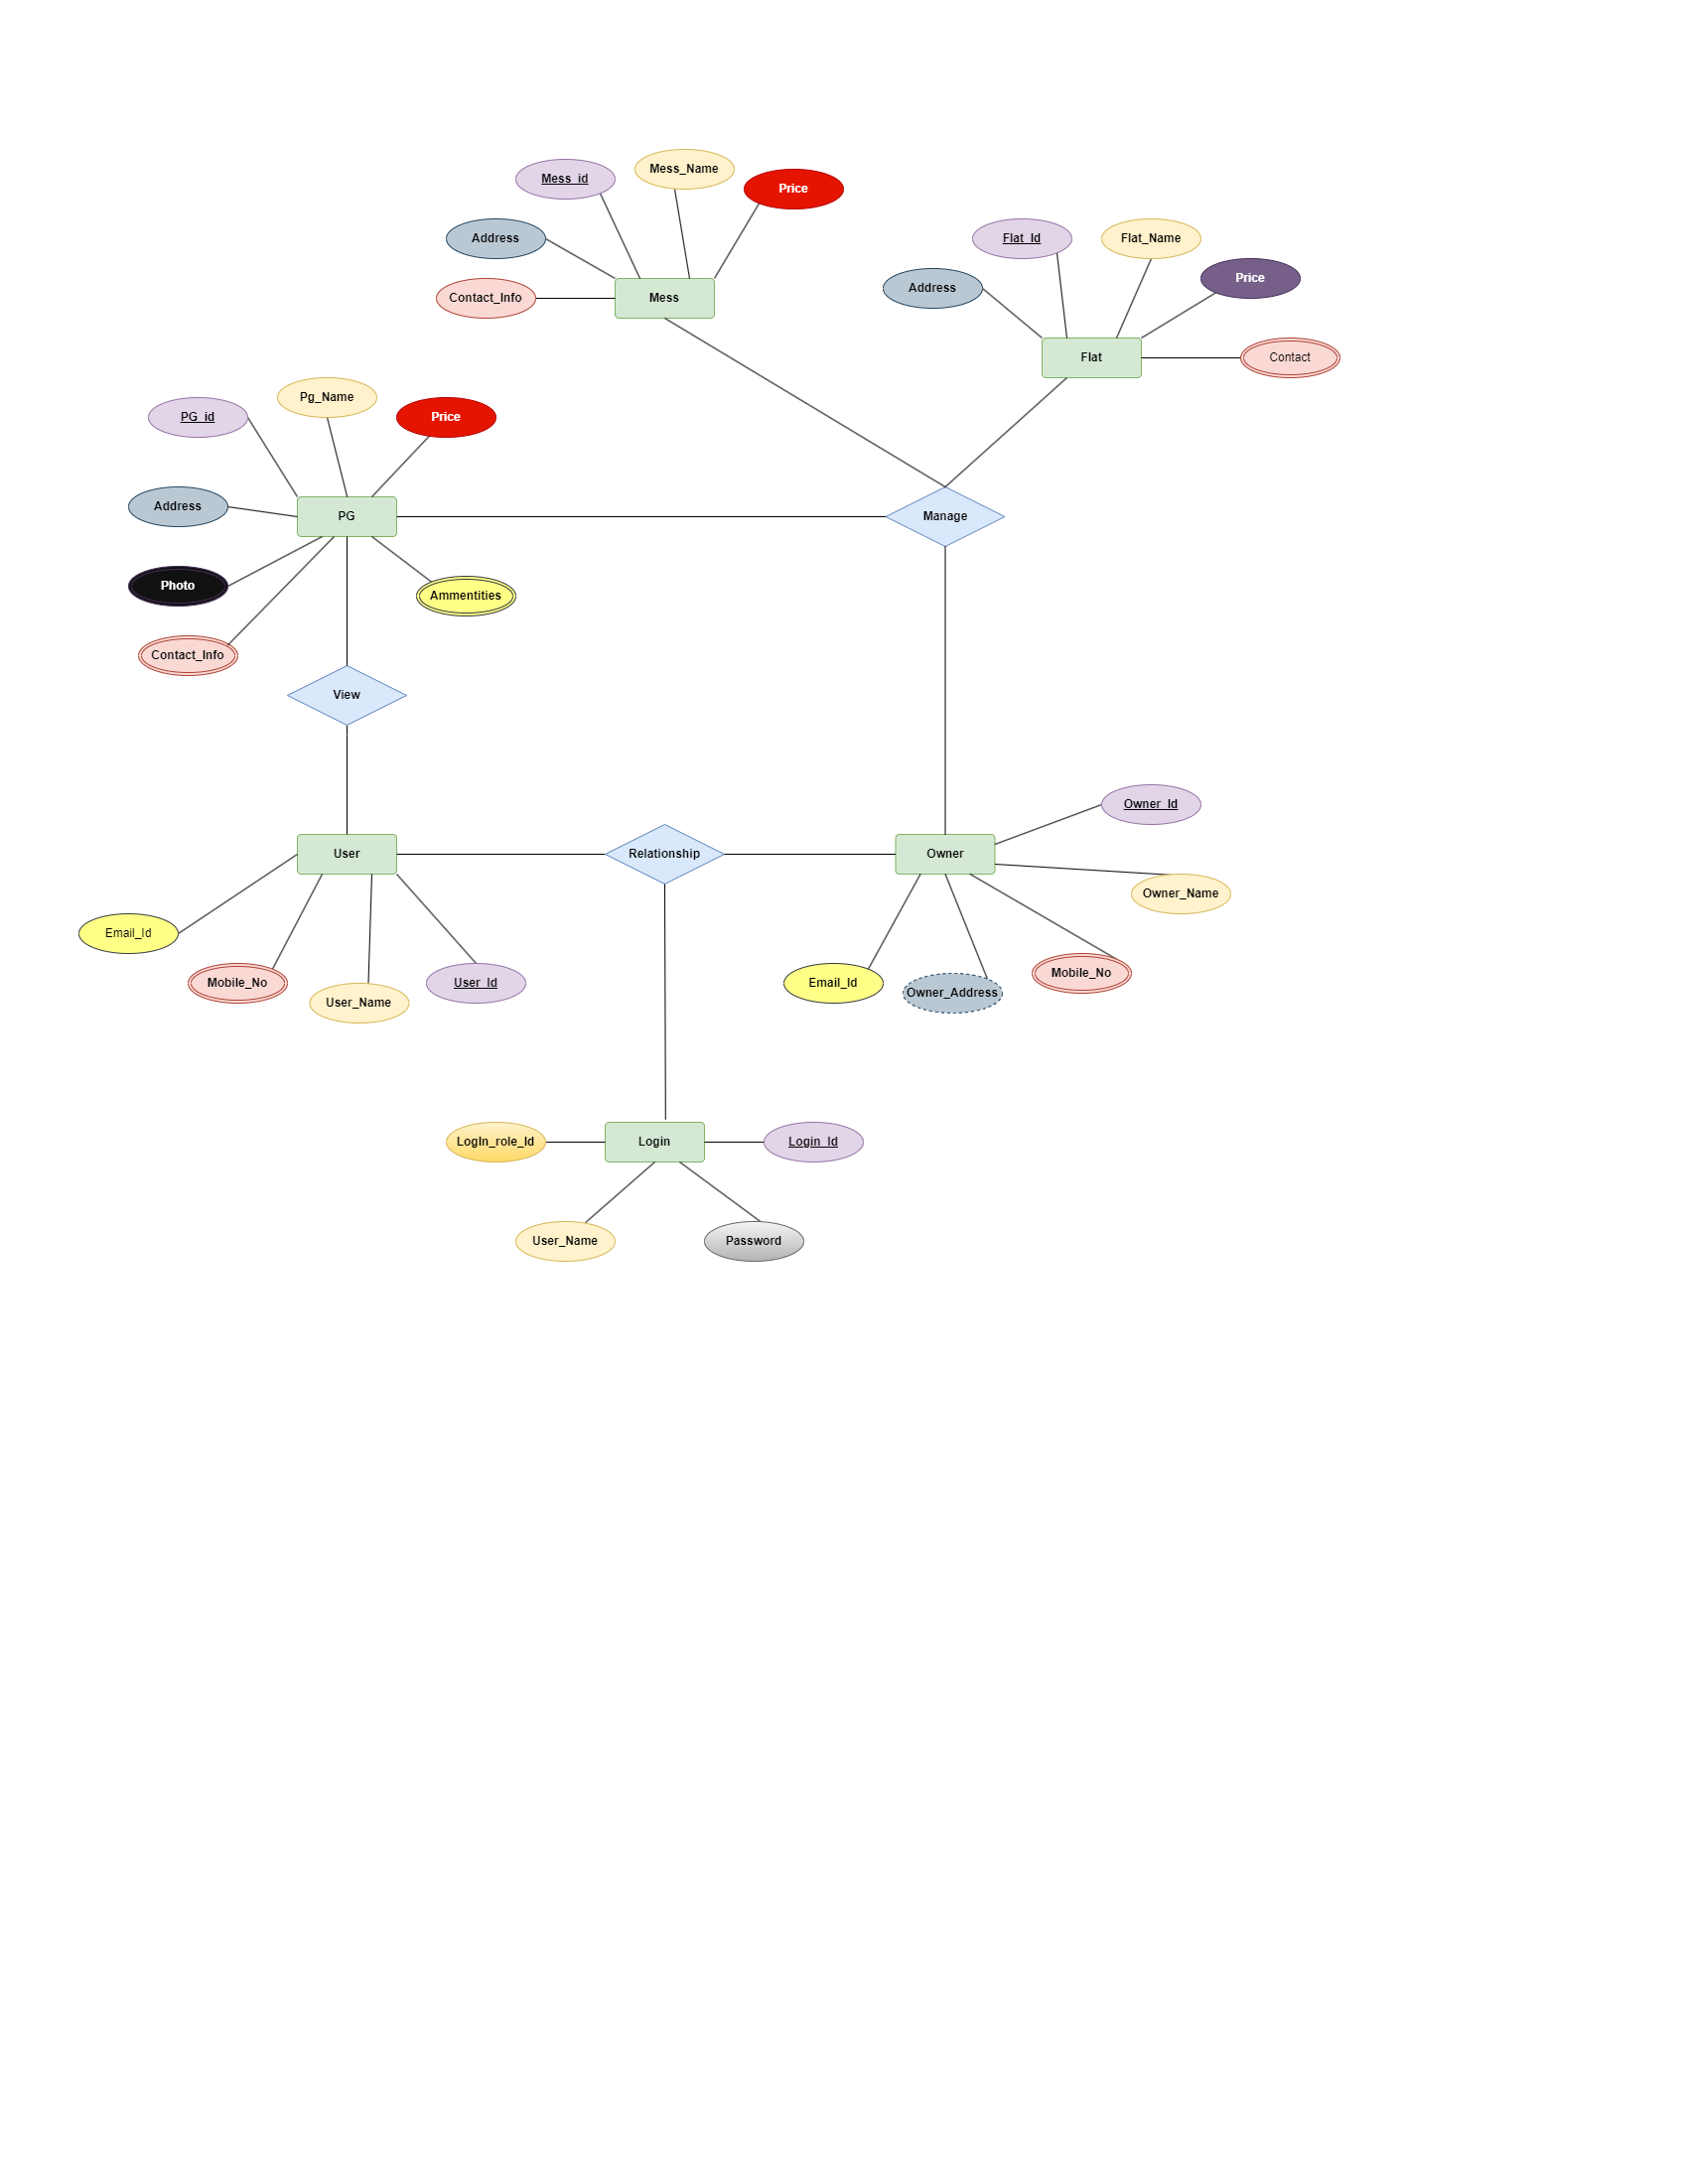 Mess_Name
Mess_id
Price
Address
Flat_Id
Flat_Name
Price
Address
Contact_Info
Mess
Flat
Contact
Pg_Name
PG_id
Price
Address
PG
Manage
Photo
Ammentities
Contact_Info
View
Owner_Id
User
Relationship
Owner
Owner_Name
Email_Id
Mobile_No
User_Name
User_Id
Email_Id
Owner_Address
Mobile_No
LogIn_role_Id
Login
Login_Id
User_Name
Password